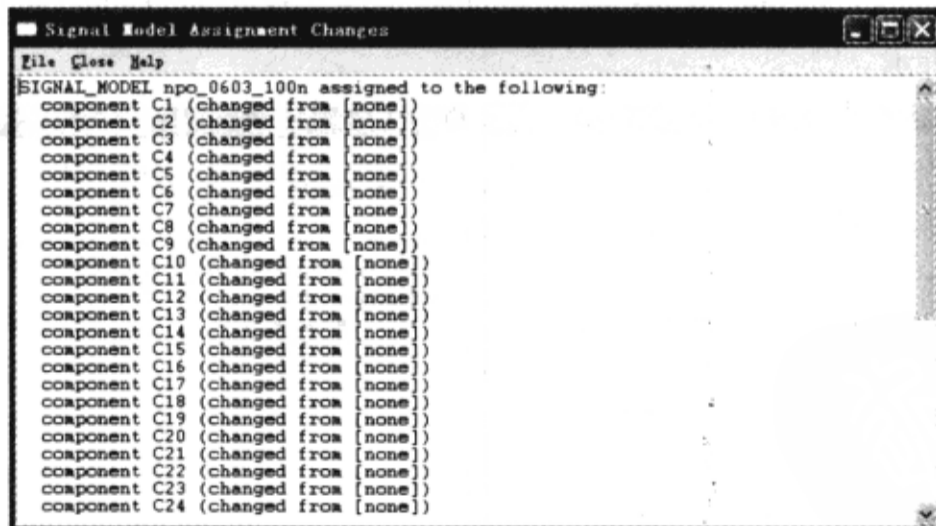 Signal Model Assignment Changes
File Close Help
SIGNAL_MODEL npo_0603_100n assigned to the following:
component C1 (changed from [none])
component C2 (changed from [none])
component C3 (changed from [none])
component C4 (changed from [none])
component C5 (changed from [none])
component C6 (changed from [none])
component C7 (changed from [none])
component C8 (changed from [none])
component C9 (changed from [none])
component C10 (changed from [none])
component C11 (changed from [none])
component C12 (changed from [none])
component C13 (changed from [none])
component C14 (changed from [none])
component C15 (changed from [none])
component C16 (changed from [none])
component C17 (changed from [none])
component C18 (changed from [none])
component C19 (changed from [none])
component C20 (changed from [none])
component C21 (changed from [none])
component C22 (changed from [none])
component C23 (changed from [none])
component C24 (changed from [none])